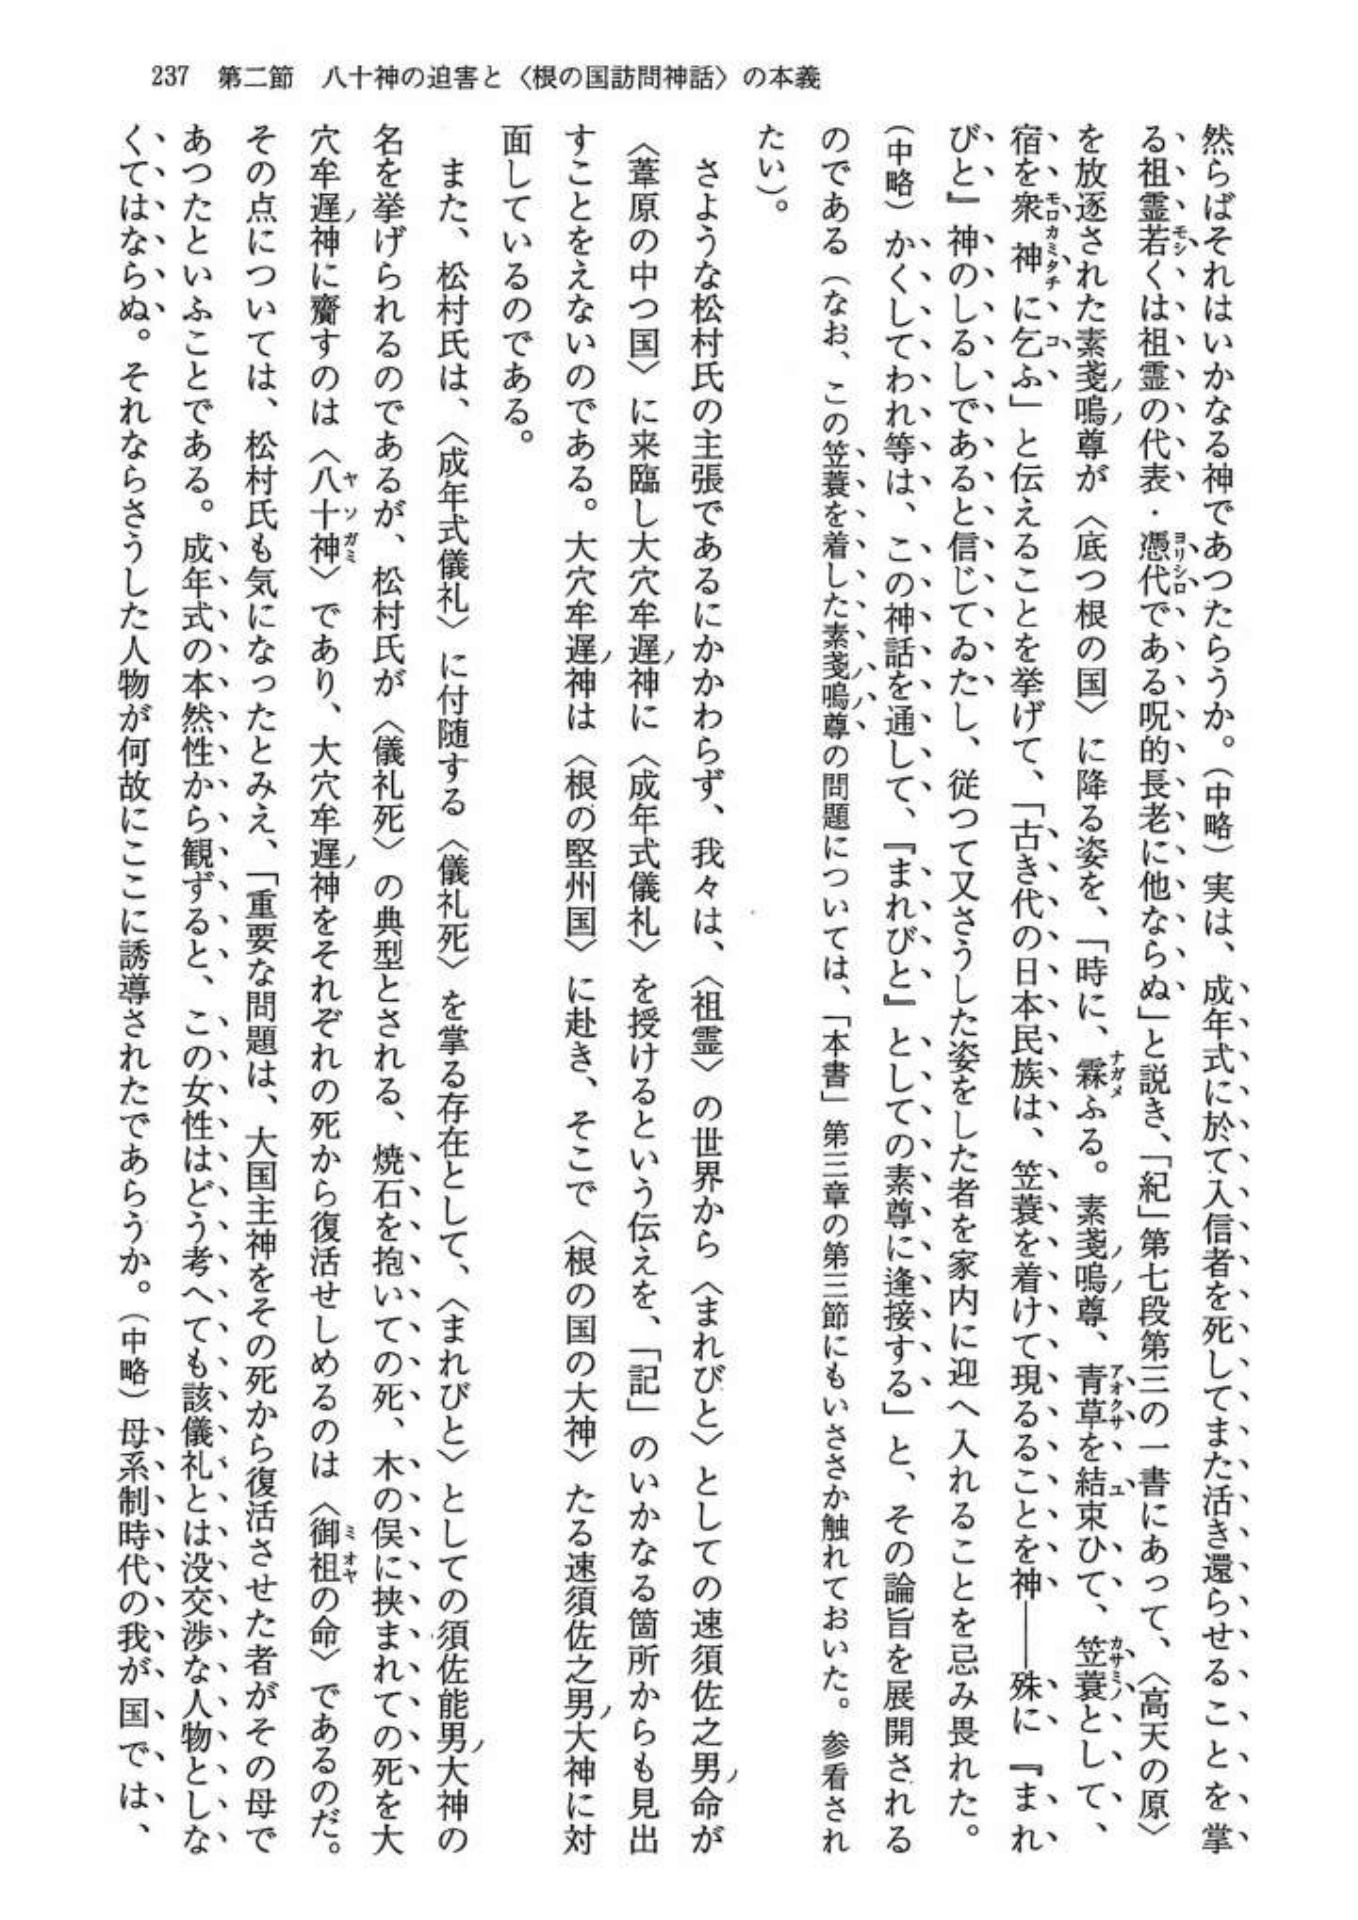 237 第二節 八十神の迫害と〈根の国訪問神話〉の本義
然らばそれはいかなる神であつたらうか。（中略）実は、成年式に於て入信者を死してまた活き還らせることを掌
る祖霊若くは祖霊の代表・憑代である呪的長老に他ならぬ」と説き、「紀」第七段第三の一書にあって、〈高天の原〉
を放逐された素戔嗚尊が〈底つ根の国〉に降る姿を、「時に、霖ふる。素戔嗚尊、青草を結束ひて、笠蓑として、
宿を衆神に乞ふ」と伝えることを挙げて、「古き代の日本民族は、笠蓑を着けて現るることを神――殊に『まれ
びと』神のしるしであると信じてゐたし、従つて又さうした姿をした者を家内に迎へ入れることを忌み畏れた。
（中略）かくしてわれ等は、この神話を通して、『まれびと』としての素尊に逢接する」と、その論旨を展開される
のである（なお、この笠蓑を着した素戔嗚尊の問題については、「本書」第三章の第三節にもいささか触れておいた。参看され
たい）。
さような松村氏の主張であるにかかわらず、我々は、〈祖霊〉の世界から〈まれびと〉としての速須佐之男ノ命が
〈葦原の中つ国〉に来臨し大穴牟遅ノ神に〈成年式儀礼〉を授けるという伝えを、「記」のいかなる箇所からも見出
すことをえないのである。大穴牟遅ノ神は〈根の堅州国〉に赴き、そこで〈根の国の大神〉たる速須佐之男ノ大神に対
面しているのである。
また、松村氏は、〈成年式儀礼〉に付随する〈儀礼死〉を掌る存在として、〈まれびと〉としての須佐能男ノ大神の
名を挙げられるのであるが、松村氏が〈儀礼死〉の典型とされる、焼石を抱いての死、木の俣に挟まれての死を大
穴牟遅ノ神に齎すのは〈八十神〉であり、大穴牟遅ノ神をそれぞれの死から復活せしめるのは〈御祖の命〉であるのだ。
その点については、松村氏も気になったとみえ、「重要な問題は、大国主神をその死から復活させた者がその母で
あつたといふことである。成年式の本然性から観ずると、この女性はどう考へても該儀礼とは没交渉な人物としな
くてはならぬ。それならさうした人物が何故にここに誘導されたであらうか。（中略）母系制時代の我が国では、